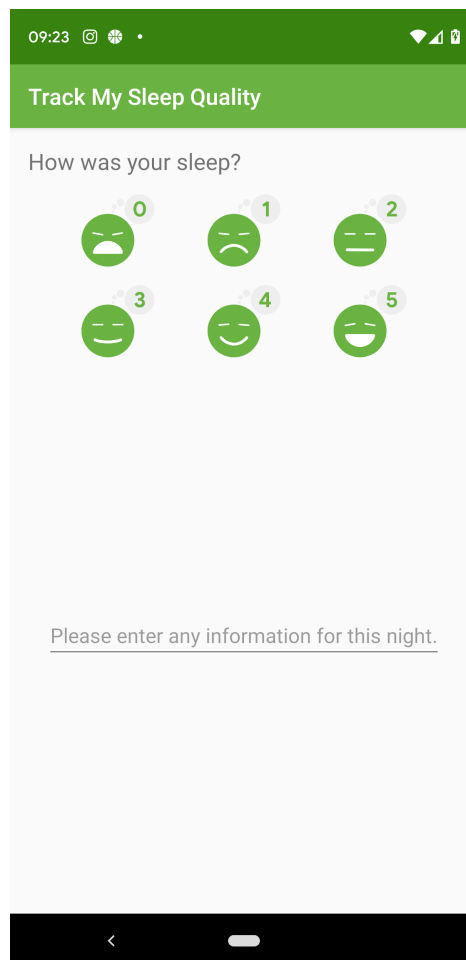 09:23
Track My Sleep Quality
How was your sleep?
0 1 2
3 4 5
Please enter any information for this night.